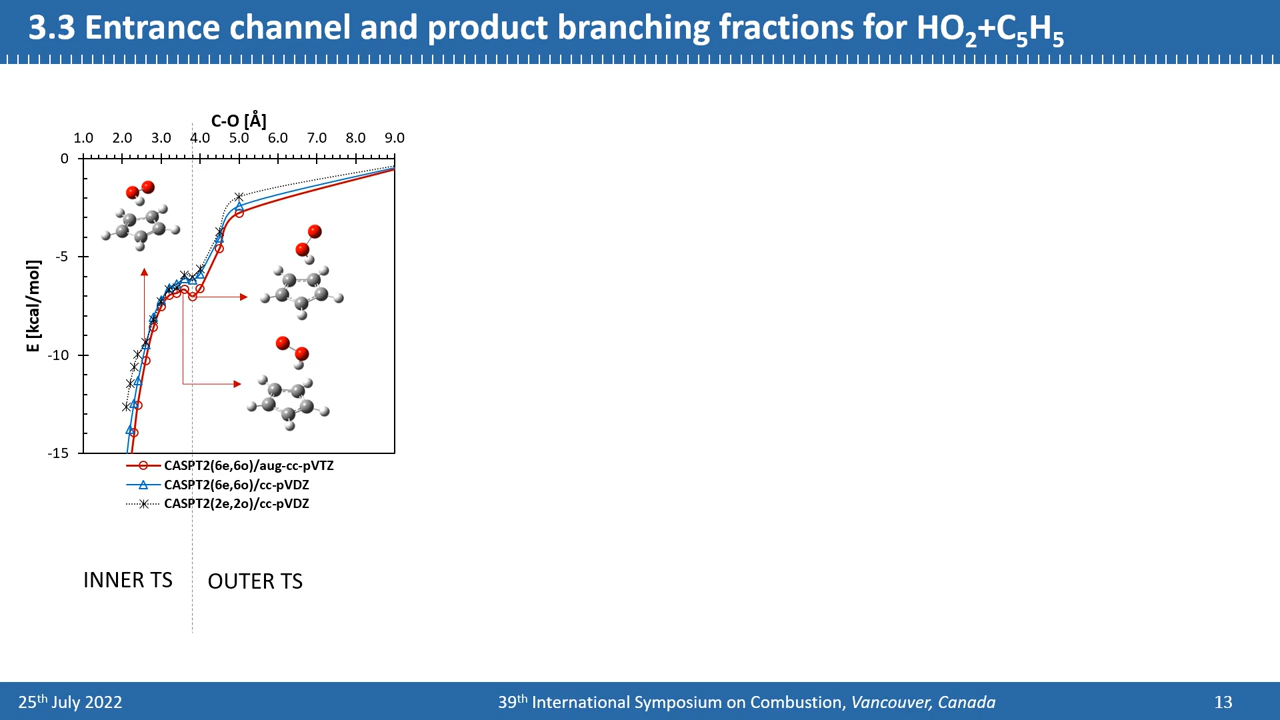 3.3 Entrance channel and product branching fractions for HO₂+C₅H₅
C-O [Å]
1.0 2.0 3.0 4.0 5.0 6.0 7.0 8.0 9.0
0
-5
-10
-15
E [kcal/mol]
CASPT2(6e,6o)/aug-cc-pVTZ
CASPT2(6e,6o)/cc-pVDZ
CASPT2(2e,2o)/cc-pVDZ
INNER TS OUTER TS
25th July 2022 39th International Symposium on Combustion, Vancouver, Canada 13